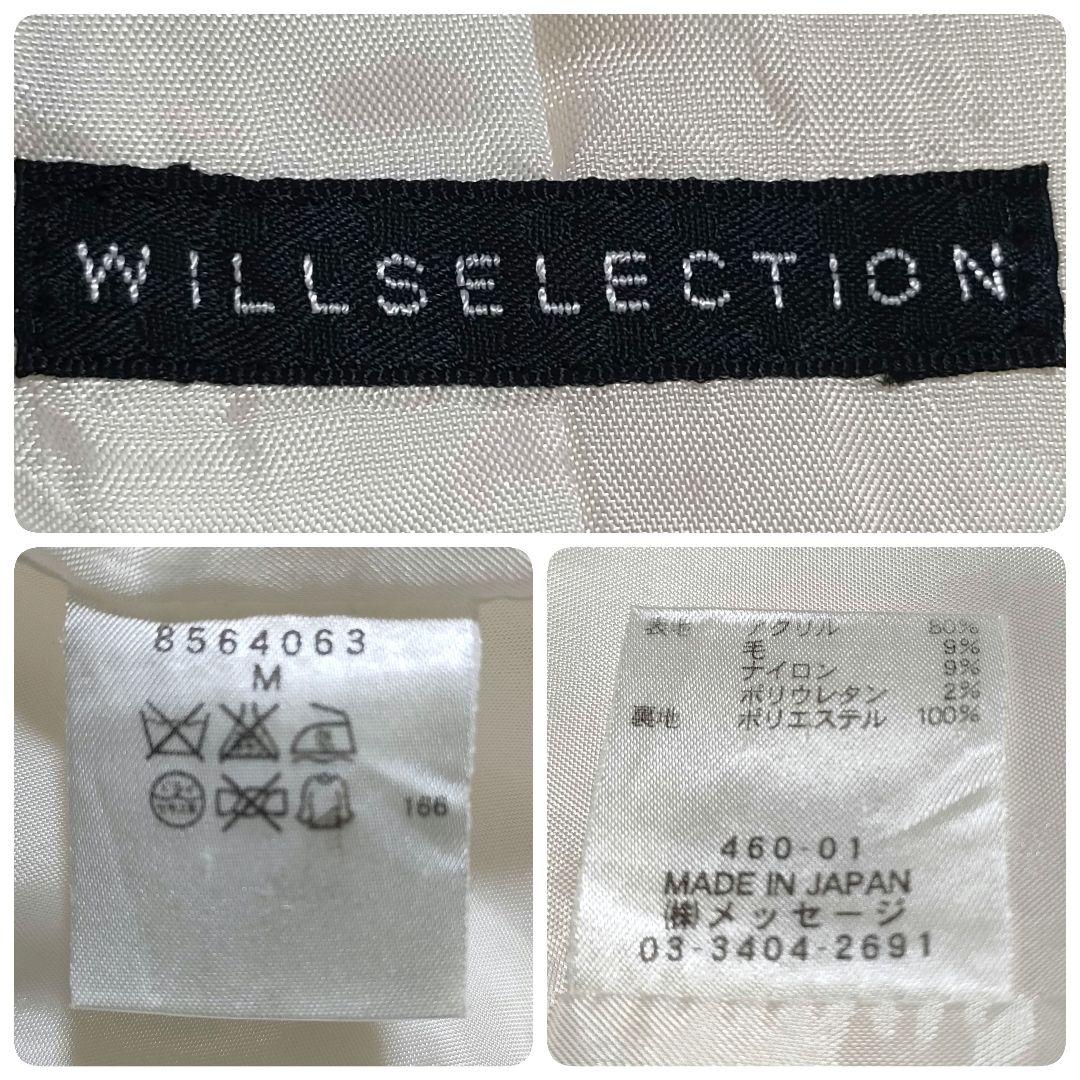 WILLSELECTION
8564063
M
166
表毛 アクリル 80%
毛 9%
ナイロン 9%
ポリウレタン 2%
裏地 ポリエステル 100%
460-01
MADE IN JAPAN
㈱メッセージ
03-3404-2691